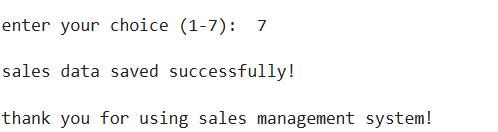 enter your choice (1-7):  7
sales data saved successfully!
thank you for using sales management system!